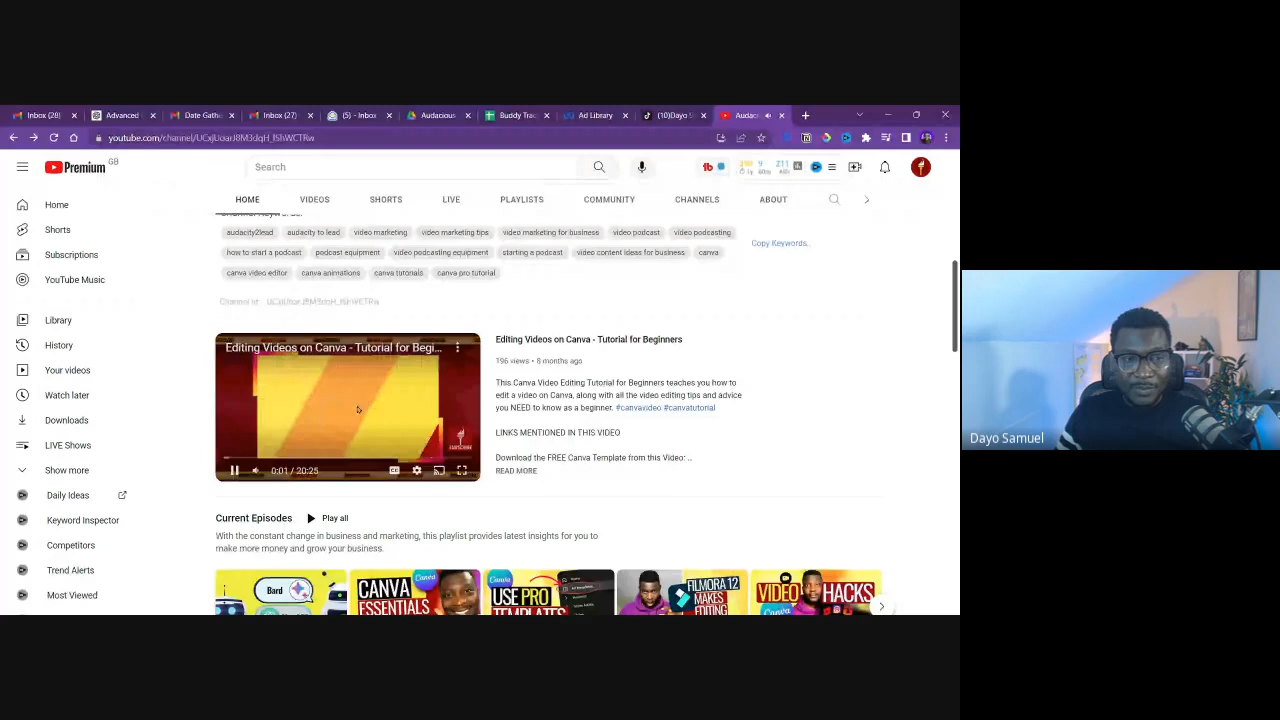 Inbox (28)
Advanced
Date Gathe
Inbox (27)
(5) - Inbox
Audacious
Buddy Trac
Ad Library
(10)Dayo S
Audac
youtube.com/channel/
Premium GB
Search
HOME VIDEOS SHORTS LIVE PLAYLISTS COMMUNITY CHANNELS ABOUT
Home
Shorts
Subscriptions
YouTube Music
Library
History
Your videos
Watch later
Downloads
LIVE Shows
Show more
Daily Ideas
Keyword Inspector
Competitors
Trend Alerts
Most Viewed
audacity2lead audacity to lead video marketing video marketing tips video marketing for business video podcast video podcasting
how to start a podcast podcast equipment video podcasting equipment starting a podcast video content ideas for business canva
canva video editor canva animations canva tutorials canva pro tutorial
Copy Keywords..
Channel Id:
Editing Videos on Canva - Tutorial for Begi...
SUBSCRIBE
0:01 / 20:25
Editing Videos on Canva - Tutorial for Beginners
196 views • 8 months ago
This Canva Video Editing Tutorial for Beginners teaches you how to
edit a video on Canva, along with all the video editing tips and advice
you NEED to know as a beginner. #canvavideo #canvatutorial
LINKS MENTIONED IN THIS VIDEO
Download the FREE Canva Template from this Video: ...
READ MORE
Current Episodes Play all
With the constant change in business and marketing, this playlist provides latest insights for you to
make more money and grow your business.
Bard
CANVA
ESSENTIALS
Canva
Canva
USE PRO
TEMPLATES
FILMORA 12
MAKES
EDITING
VIDEO HACKS
Canva
Dayo Samuel